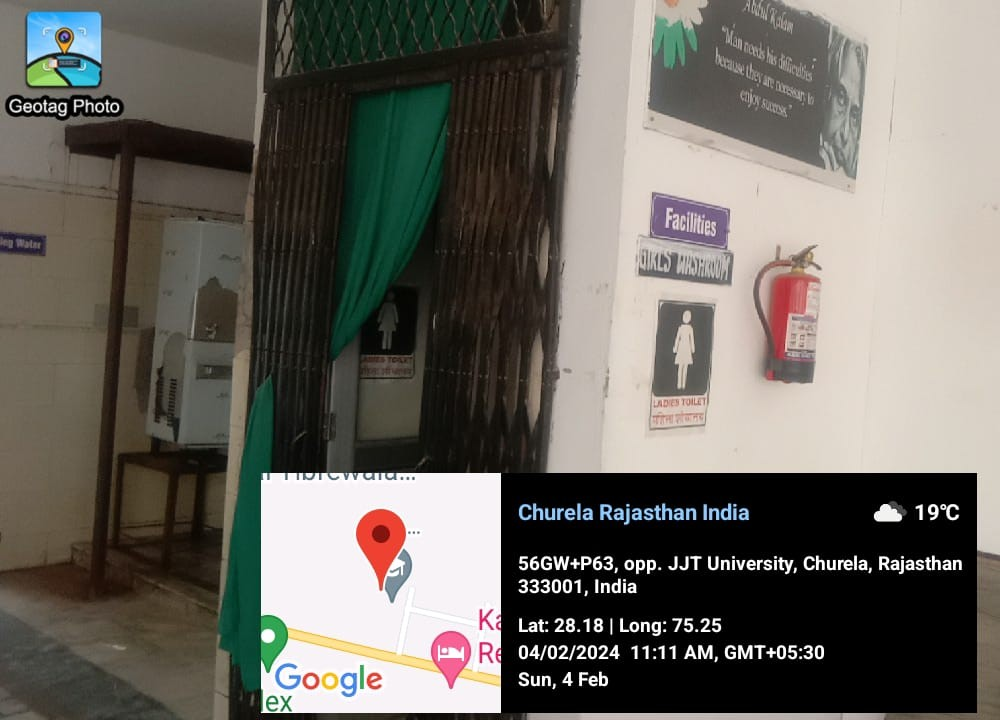 Geotag Photo
Abdul Kalam
"Man needs his difficulties
because they are necessary to
enjoy success."
Facilities
GIRLS WASHROOM
LADIES TOILET
महिला शौचालय
LADIES TOILET
महिला शौचालय
ing Water
Churela Rajasthan India
19°C
56GW+P63, opp. JJT University, Churela, Rajasthan
333001, India
Lat: 28.18 | Long: 75.25
04/02/2024 11:11 AM, GMT+05:30
Sun, 4 Feb
Ka
Re
Google
lex